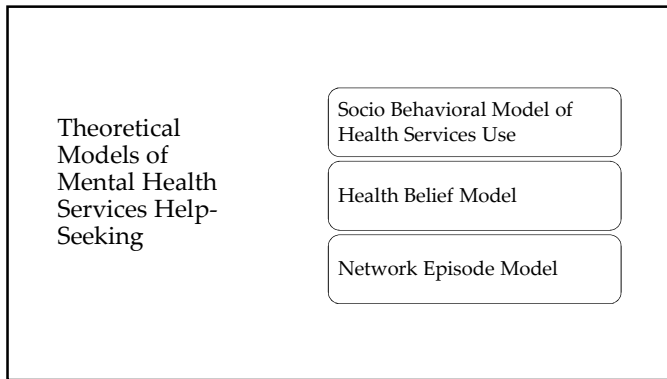 Theoretical
Models of
Mental Health
Services Help-
Seeking
Socio Behavioral Model of
Health Services Use
Health Belief Model
Network Episode Model